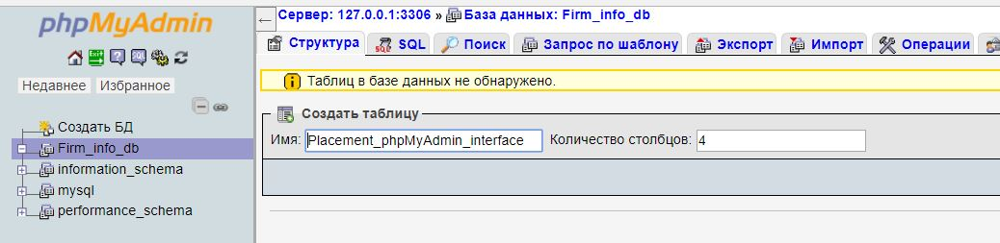 phpMyAdmin
Недавнее Избранное
Создать БД
Firm_info_db
information_schema
mysql
performance_schema
Сервер: 127.0.0.1:3306 » База данных: Firm_info_db
Структура SQL Поиск Запрос по шаблону Экспорт Импорт Операции
Таблиц в базе данных не обнаружено.
Создать таблицу
Имя: Placement_phpMyAdmin_interface Количество столбцов: 4